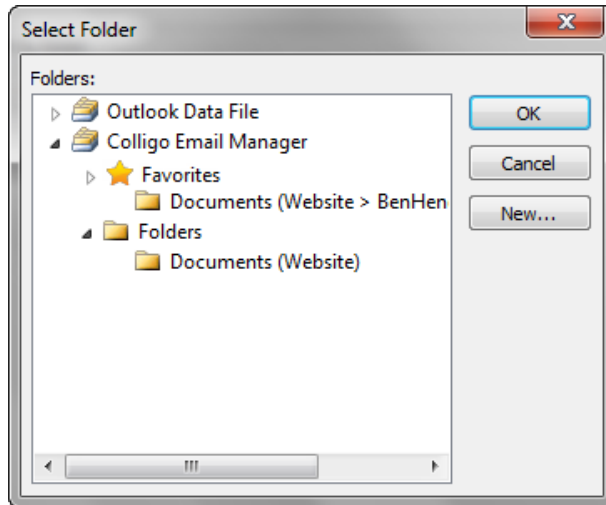 Select Folder
Folders:
Outlook Data File
Colligo Email Manager
Favorites
Documents (Website > BenHen
Folders
Documents (Website)
OK
Cancel
New...